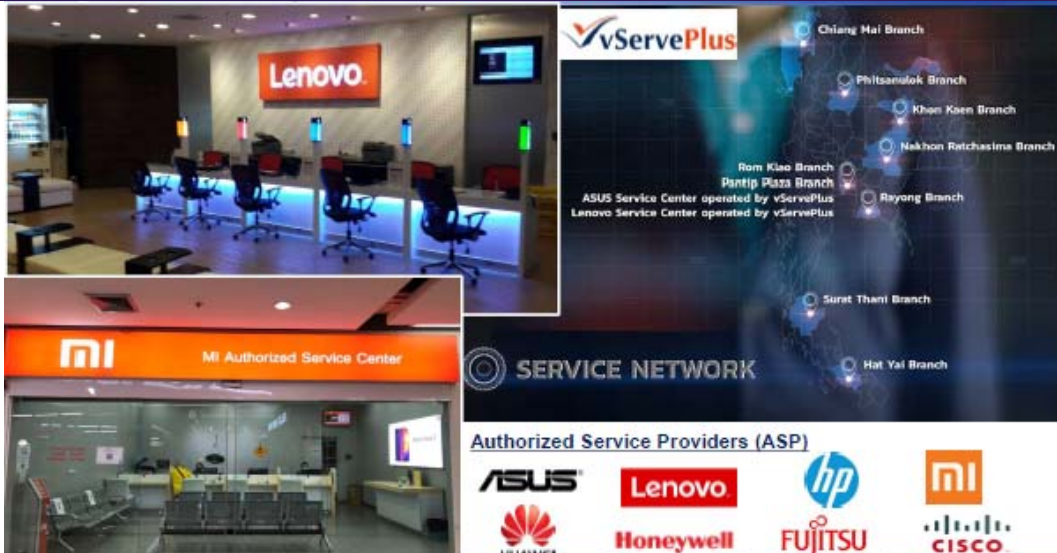 Lenovo.
vServePlus
Chiang Mai Branch
Phitsanulok Branch
Khon Kaen Branch
Nakhon Ratchasima Branch
Rom Klao Branch
Pantip Plaza Branch
ASUS Service Center operated by vServePlus
Lenovo Service Center operated by vServePlus
Rayong Branch
Surat Thani Branch
Hat Yai Branch
SERVICE NETWORK
MI
MI Authorized Service Center
Authorized Service Providers (ASP)
ASUS
Lenovo.
hp
MI
HUAWEI
Honeywell
FUJITSU
CISCO